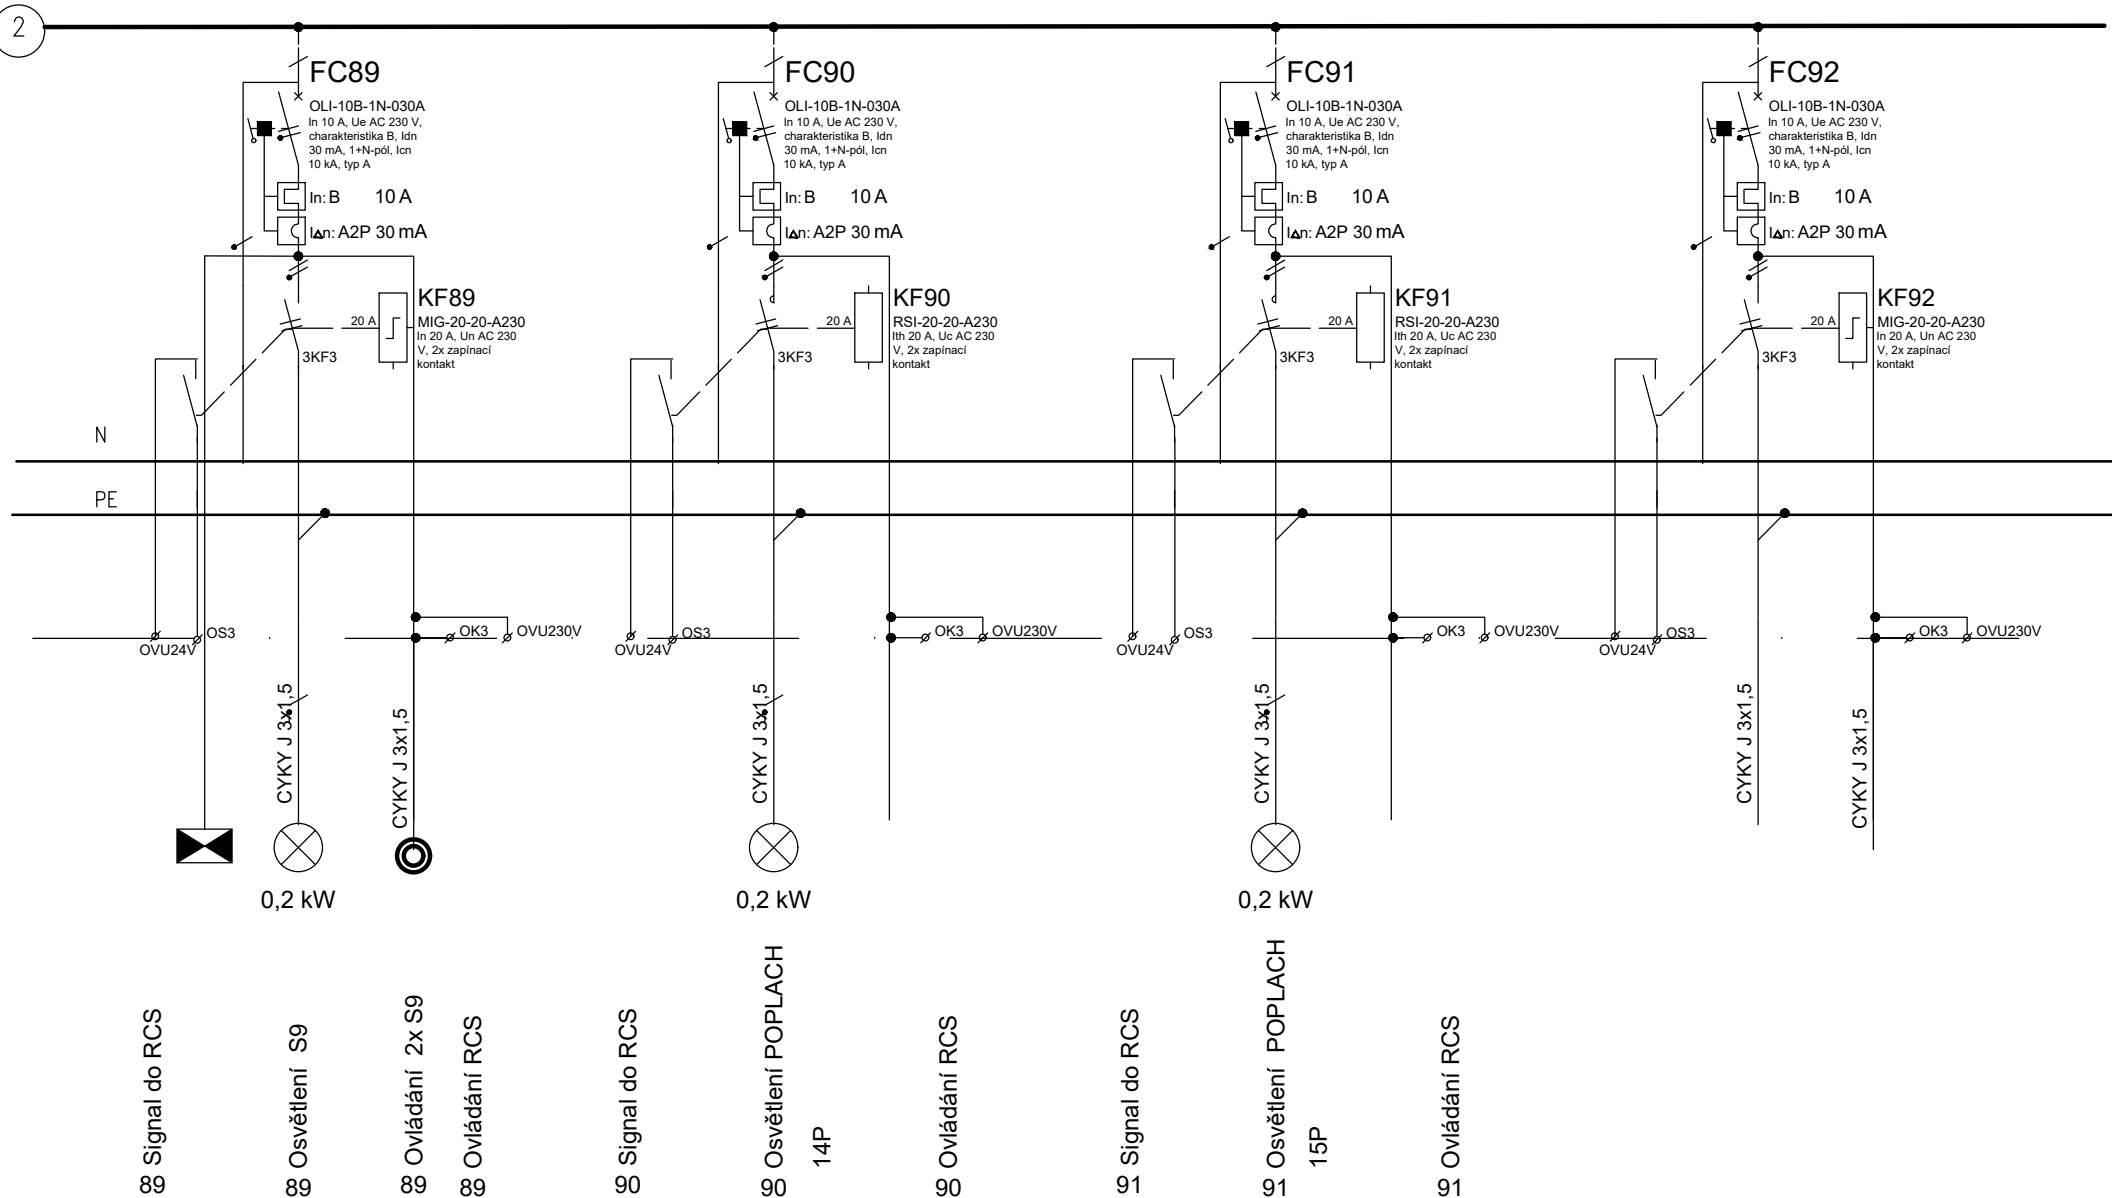 2
FC89
OLI-10B-1N-030A
In 10 A, Ue AC 230 V,
charakteristika B, Idn
30 mA, 1+N-pól, Icn
10 kA, typ A
In: B 10 A
I∆n: A2P 30 mA
KF89
MIG-20-20-A230
In 20 A, Un AC 230
V, 2x zapínací
kontakt
20 A
3KF3
FC90
OLI-10B-1N-030A
In 10 A, Ue AC 230 V,
charakteristika B, Idn
30 mA, 1+N-pól, Icn
10 kA, typ A
In: B 10 A
I∆n: A2P 30 mA
KF90
RSI-20-20-A230
Ith 20 A, Uc AC 230
V, 2x zapínací
kontakt
20 A
3KF3
FC91
OLI-10B-1N-030A
In 10 A, Ue AC 230 V,
charakteristika B, Idn
30 mA, 1+N-pól, Icn
10 kA, typ A
In: B 10 A
I∆n: A2P 30 mA
KF91
RSI-20-20-A230
Ith 20 A, Uc AC 230
V, 2x zapínací
kontakt
20 A
3KF3
FC92
OLI-10B-1N-030A
In 10 A, Ue AC 230 V,
charakteristika B, Idn
30 mA, 1+N-pól, Icn
10 kA, typ A
In: B 10 A
I∆n: A2P 30 mA
KF92
MIG-20-20-A230
In 20 A, Un AC 230
V, 2x zapínací
kontakt
20 A
3KF3
N
PE
OVU24V
OS3
OK3
OVU230V
OVU24V
OS3
OK3
OVU230V
OVU24V
OS3
OK3
OVU230V
OVU24V
OS3
OK3
OVU230V
CYKY J 3x1,5
CYKY J 3x1,5
CYKY J 3x1,5
CYKY J 3x1,5
CYKY J 3x1,5
CYKY J 3x1,5
0,2 kW
0,2 kW
0,2 kW
89 Signal do RCS
89 Osvětlení S9
89 Ovládání 2x S9
89 Ovládání RCS
90 Signal do RCS
90 Osvětlení POPLACH
14P
90 Ovládání RCS
91 Signal do RCS
91 Osvětlení POPLACH
15P
91 Ovládání RCS